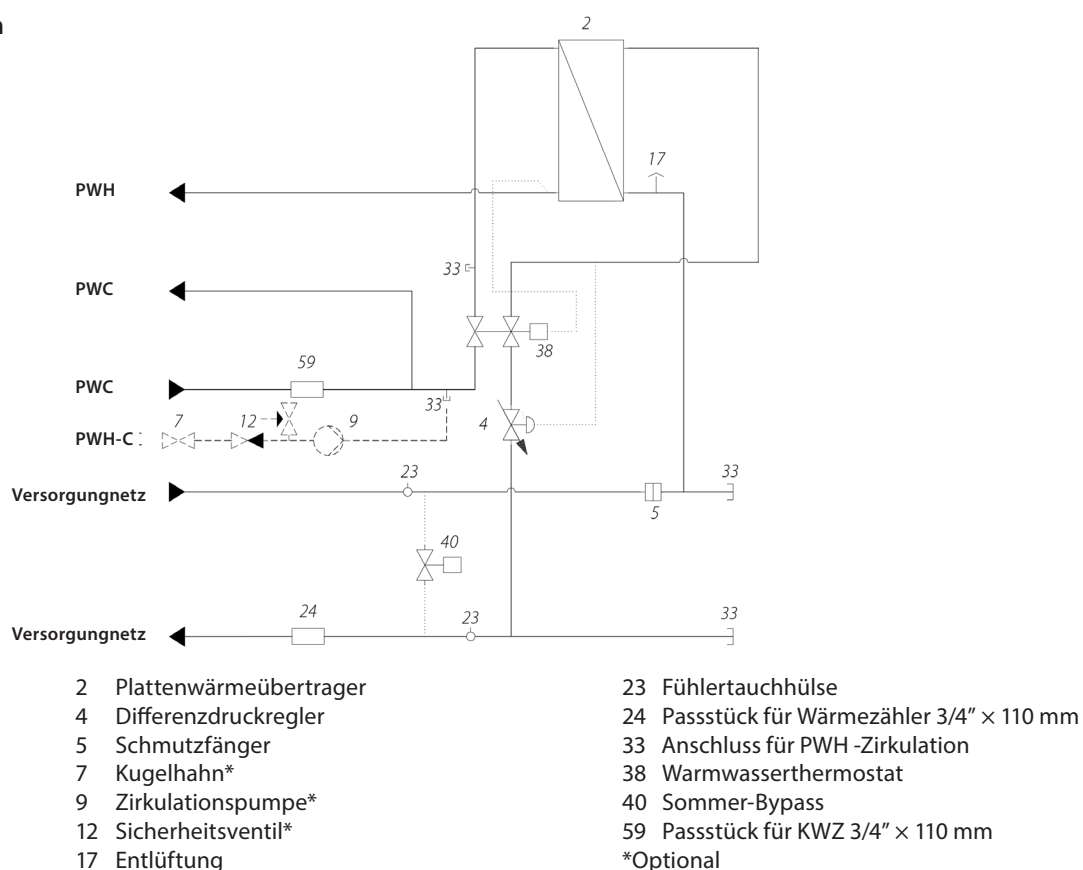 n
2
17
PWH
33
PWC
38
59
PWC
33
4
7
12
9
PWH-C
23
33
Versorgungnetz
5
40
24
23
33
Versorgungnetz
2 Plattenwärmeübertrager
4 Differenzdruckregler
5 Schmutzfänger
7 Kugelhahn*
9 Zirkulationspumpe*
12 Sicherheitsventil*
17 Entlüftung
23 Fühlertauchhülse
24 Passstück für Wärmezähler 3/4” × 110 mm
33 Anschluss für PWH -Zirkulation
38 Warmwasserthermostat
40 Sommer-Bypass
59 Passstück für KWZ 3/4” × 110 mm
*Optional